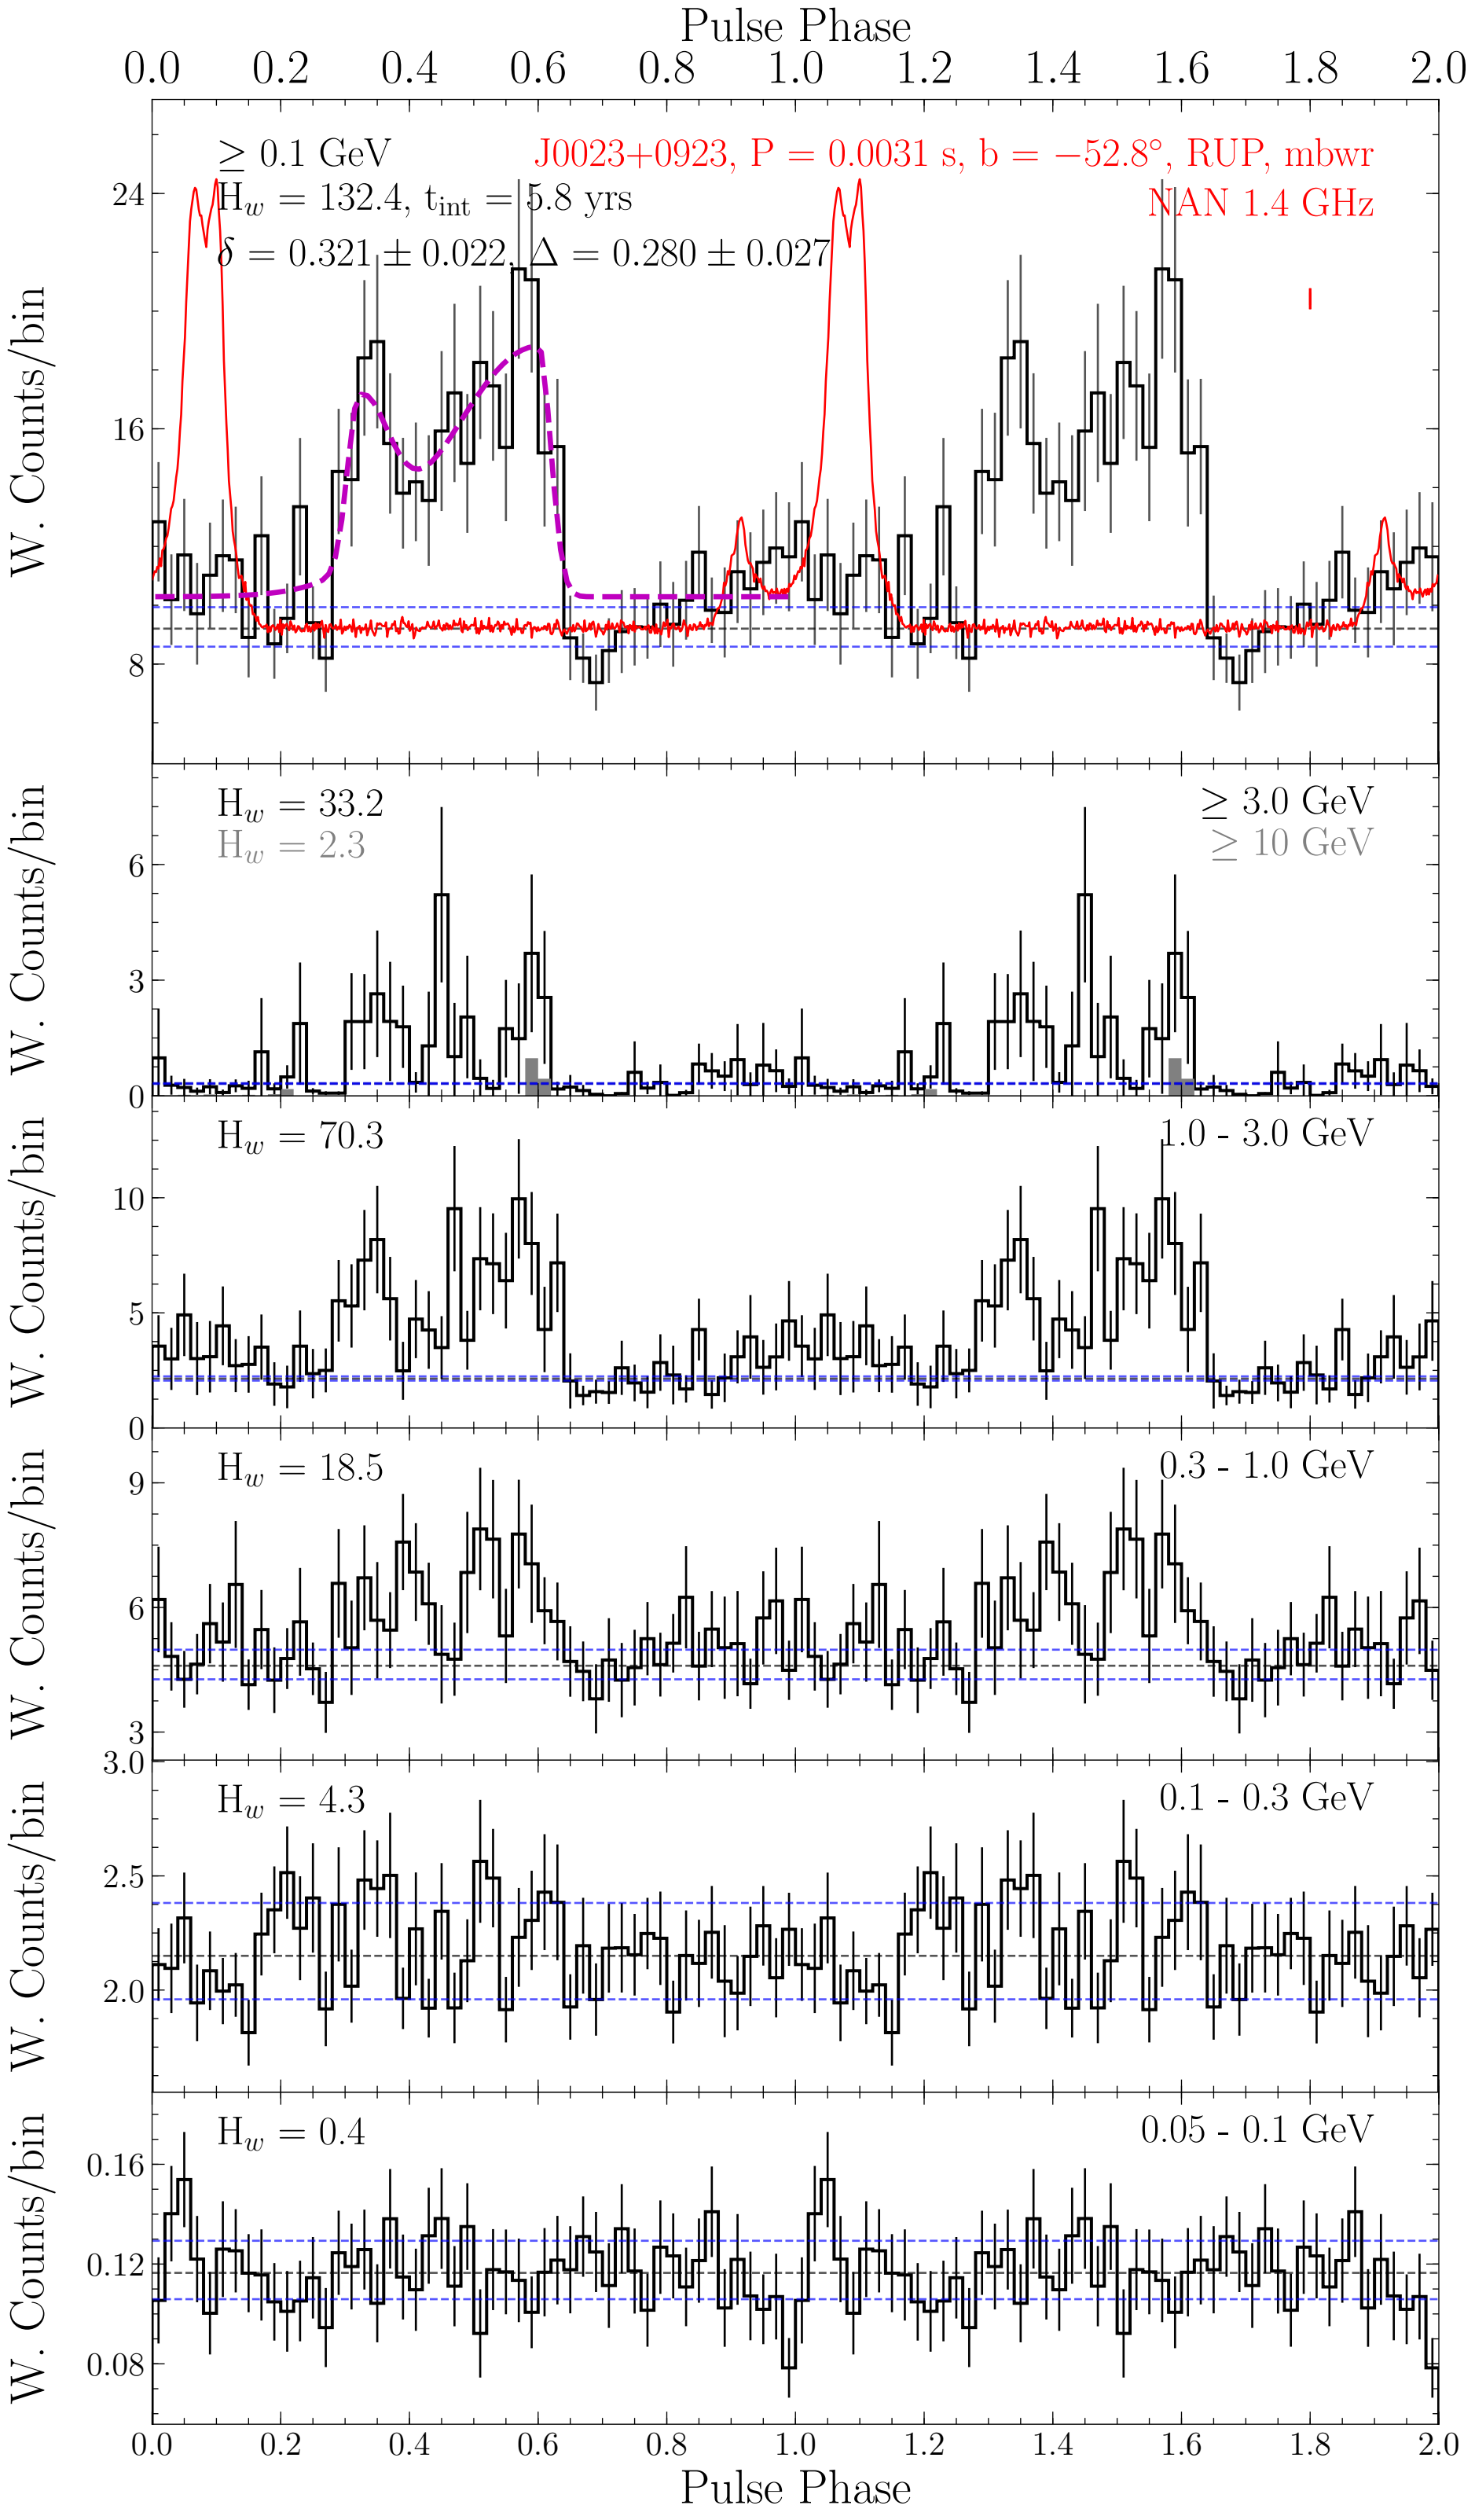 Pulse Phase
0.0 0.2 0.4 0.6 0.8 1.0 1.2 1.4 1.6 1.8 2.0
≥ 0.1 GeV
J0023+0923, P = 0.0031 s, b = −52.8°, RUP, mbwr
H_w = 132.4, t_int = 5.8 yrs
NAN 1.4 GHz
δ = 0.321 ± 0.022, Δ = 0.280 ± 0.027
24
16
8
W. Counts/bin
H_w = 33.2
≥ 3.0 GeV
H_w = 2.3
≥ 10 GeV
6
3
0
W. Counts/bin
H_w = 70.3
1.0 - 3.0 GeV
10
5
0
W. Counts/bin
H_w = 18.5
0.3 - 1.0 GeV
9
6
3
W. Counts/bin
H_w = 4.3
0.1 - 0.3 GeV
3.0
2.5
2.0
W. Counts/bin
H_w = 0.4
0.05 - 0.1 GeV
0.16
0.12
0.08
W. Counts/bin
0.0 0.2 0.4 0.6 0.8 1.0 1.2 1.4 1.6 1.8 2.0
Pulse Phase